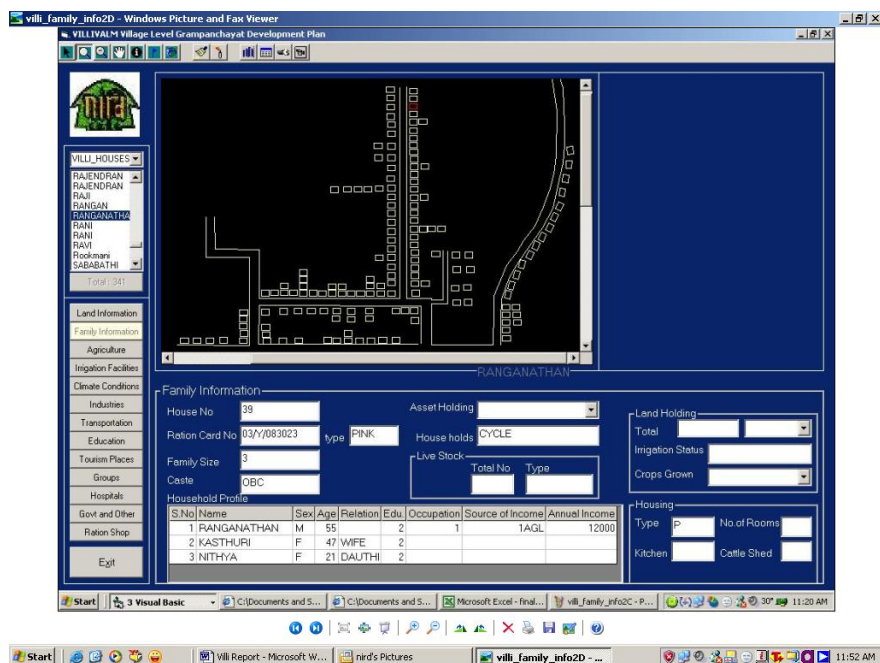 villi_family_info2D - Windows Picture and Fax Viewer
VILLIVALM Village Level Grampanchayat Development Plan
nird
VILLI_HOUSES
RAJENDRAN
RAJENDRAN
RAJI
RANGAN
RANGANATHA
RANI
RANI
RAVI
Rookmani
SABABATHI
Total : 341
Land Information
Family Information
Agriculture
Irrigation Facilities
Climate Conditions
Industries
Transportation
Education
Tourism Places
Groups
Hospitals
Govt and Other
Ration Shop
Exit
RANGANATHAN
Family Information
House No 39
Ration Card No 03/Y/083023 type PINK
Family Size 3
Caste OBC
Asset Holding
House holds CYCLE
Live Stock
Total No Type
Land Holding
Total
Irrigation Status
Crops Grown
Housing
Type P No.of Rooms
Kitchen Cattle Shed
Household Profile
S.No Name Sex Age Relation Edu. Occupation Source of Income Annual Income
1 RANGANATHAN M 55 2 1 1AGL 12000
2 KASTHURI F 47 WIFE 2
3 NITHYA F 21 DAUTHI 2
Start 3 Visual Basic C:\Documents and S... C:\Documents and S... Microsoft Excel - final... villi_family_info2C - P... 30° 11:20 AM
Start Villi Report - Microsoft W... nird's Pictures villi_family_info2D - ... 11:52 AM